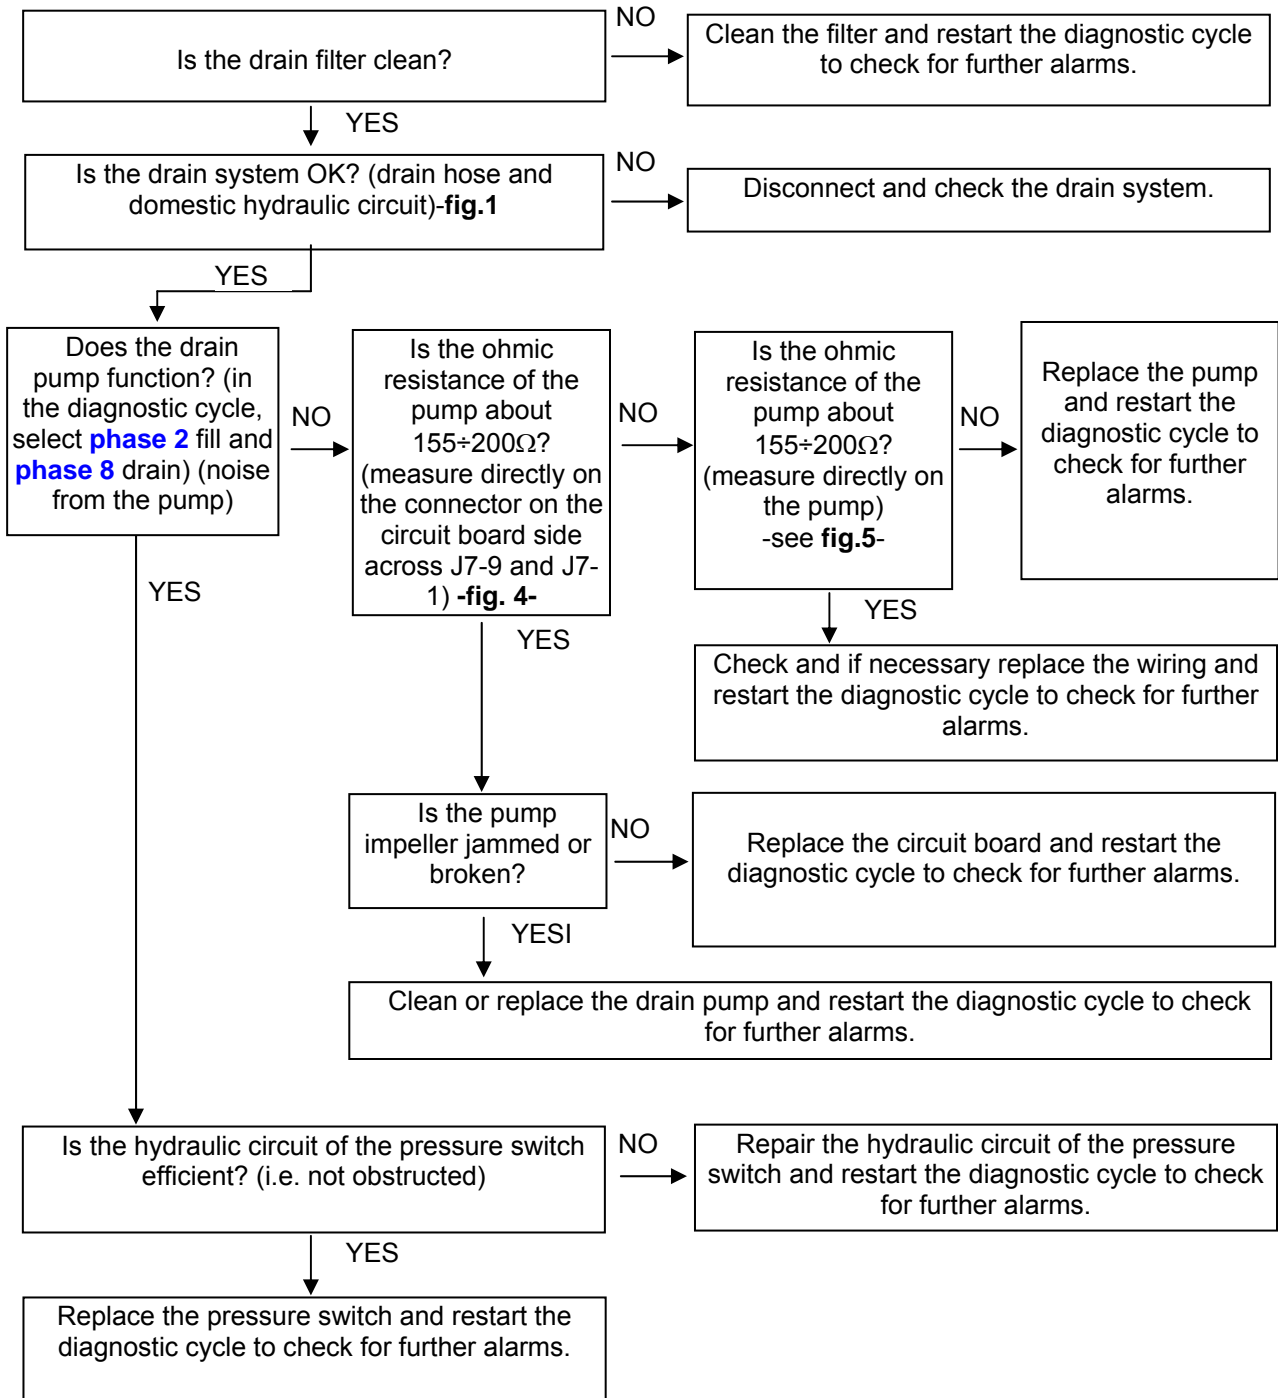 Is the drain filter clean?
NO
Clean the filter and restart the diagnostic cycle
to check for further alarms.
YES
Is the drain system OK? (drain hose and
domestic hydraulic circuit)-fig.1
NO
Disconnect and check the drain system.
YES
Does the drain
pump function? (in
the diagnostic cycle,
select phase 2 fill and
phase 8 drain) (noise
from the pump)
NO
Is the ohmic
resistance of the
pump about
155÷200Ω?
(measure directly on
the connector on the
circuit board side
across J7-9 and J7-
1) -fig. 4-
NO
Is the ohmic
resistance of the
pump about
155÷200Ω?
(measure directly on
the pump)
-see fig.5-
NO
Replace the pump
and restart the
diagnostic cycle to
check for further
alarms.
YES
YES
YES
Check and if necessary replace the wiring and
restart the diagnostic cycle to check for further
alarms.
Is the pump
impeller jammed or
broken?
NO
Replace the circuit board and restart the
diagnostic cycle to check for further alarms.
YESI
Clean or replace the drain pump and restart the diagnostic cycle to check
for further alarms.
Is the hydraulic circuit of the pressure switch
efficient? (i.e. not obstructed)
NO
Repair the hydraulic circuit of the pressure
switch and restart the diagnostic cycle to check
for further alarms.
YES
Replace the pressure switch and restart the
diagnostic cycle to check for further alarms.